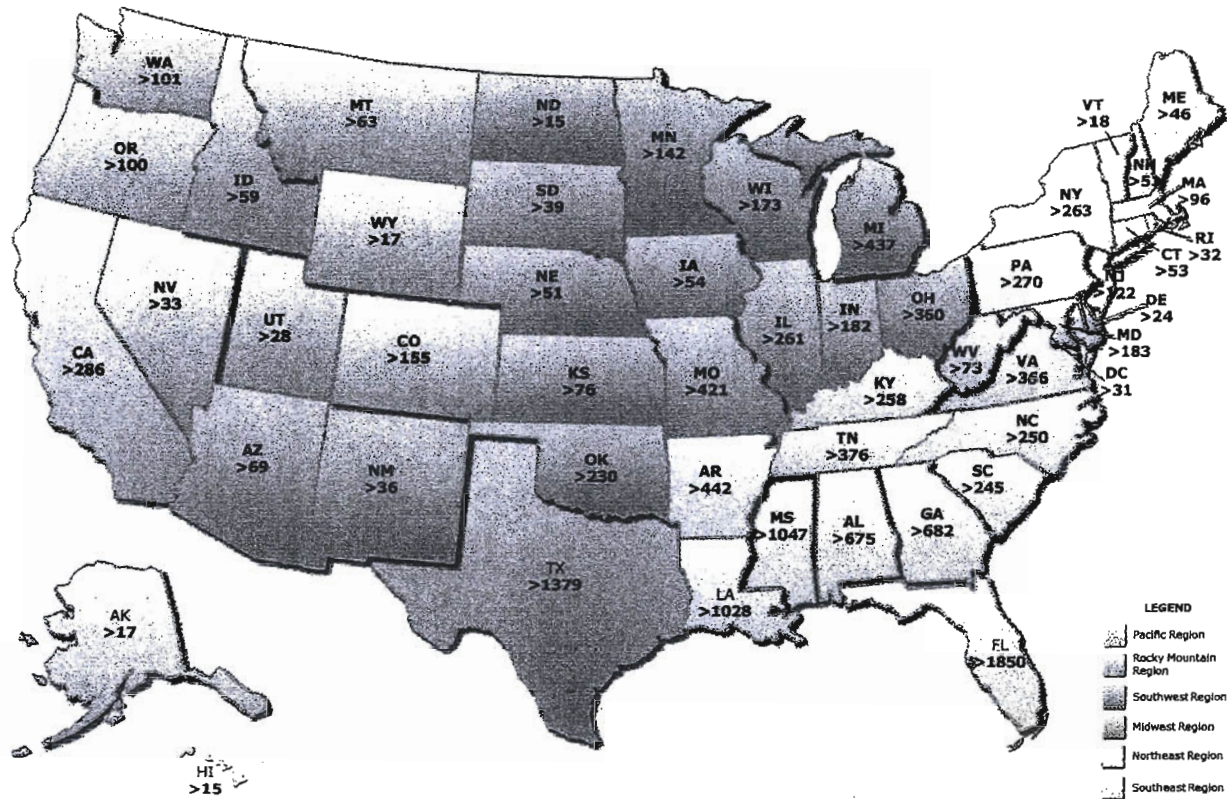 WA
>101
OR
>100
ID
>59
MT
>63
ND
>15
MN
>142
SD
>39
WY
>17
WI
>173
MI
>437
VT
>18
ME
>46
NH
NY
>263
MA
>96
RI
>32
CT
>53
PA
>270
DE
>24
MD
>183
DC
>31
NV
>33
UT
>28
CA
>286
CO
>155
NE
>51
IA
>54
KS
>76
MO
>421
IL
>261
IN
>182
OH
>360
WV
>73
VA
>366
KY
>258
NC
>250
TN
>376
SC
>245
AZ
>69
NM
>36
OK
>230
AR
>442
MS
>1047
AL
>675
GA
>682
TX
>1379
LA
>1028
FL
>1850
AK
>17
HI
>15
LEGEND
Pacific Region
Rocky Mountain
Region
Southwest Region
Midwest Region
Northeast Region
Southeast Region